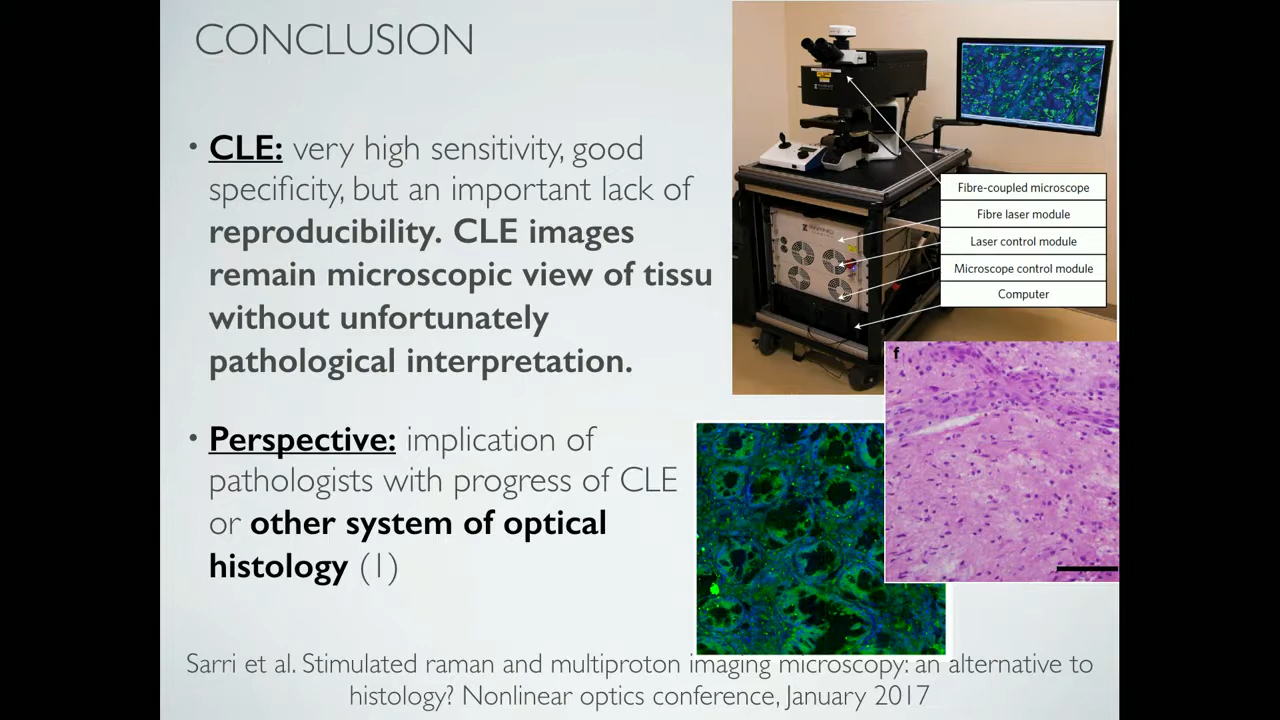 CONCLUSION
• CLE: very high sensitivity, good
specificity, but an important lack of
reproducibility. CLE images
remain microscopic view of tissu
without unfortunately
pathological interpretation.
• Perspective: implication of
pathologists with progress of CLE
or other system of optical
histology (1)
Fibre-coupled microscope
Fibre laser module
Laser control module
Microscope control module
Computer
f
Sarri et al. Stimulated raman and multiproton imaging microscopy: an alternative to
histology? Nonlinear optics conference, January 2017